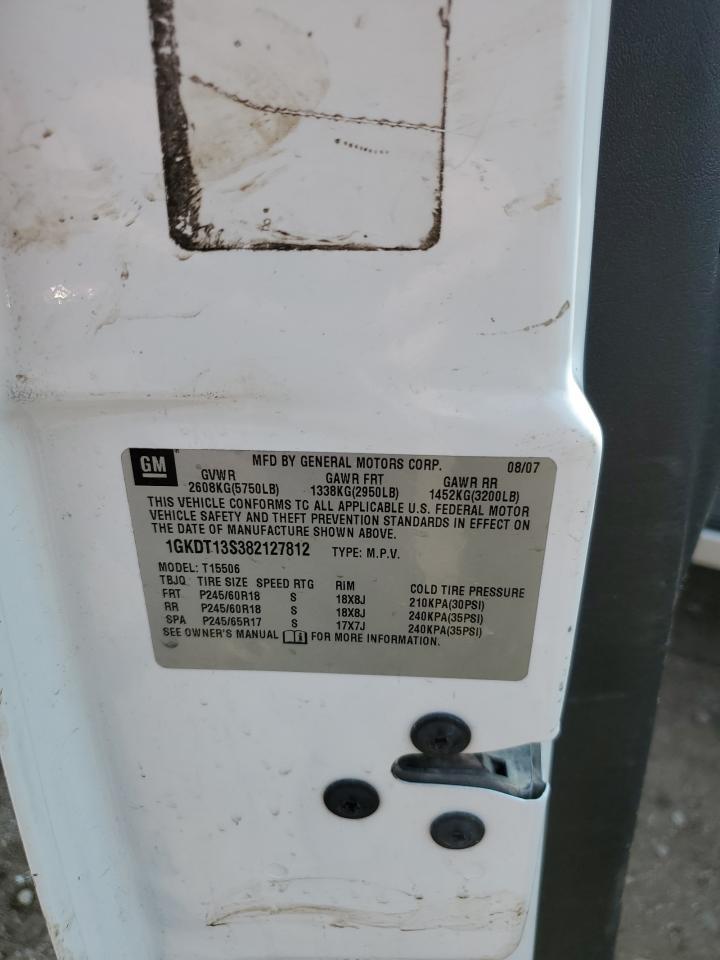 GM MFD BY GENERAL MOTORS CORP. 08/07
GVWR GAWR FRT GAWR RR
2608KG(5750LB) 1338KG(2950LB) 1452KG(3200LB)
THIS VEHICLE CONFORMS TC ALL APPLICABLE U.S. FEDERAL MOTOR
VEHICLE SAFETY AND THEFT PREVENTION STANDARDS IN EFFECT ON
THE DATE OF MANUFACTURE SHOWN ABOVE.
1GKDT13S382127812 TYPE: M.P.V.
MODEL: T15506
TBJQ TIRE SIZE SPEED RTG RIM COLD TIRE PRESSURE
FRT P245/60R18 S 18X8J 210KPA(30PSI)
RR P245/60R18 S 18X8J 240KPA(35PSI)
SPA P245/65R17 S 17X7J 240KPA(35PSI)
SEE OWNER'S MANUAL FOR MORE INFORMATION.